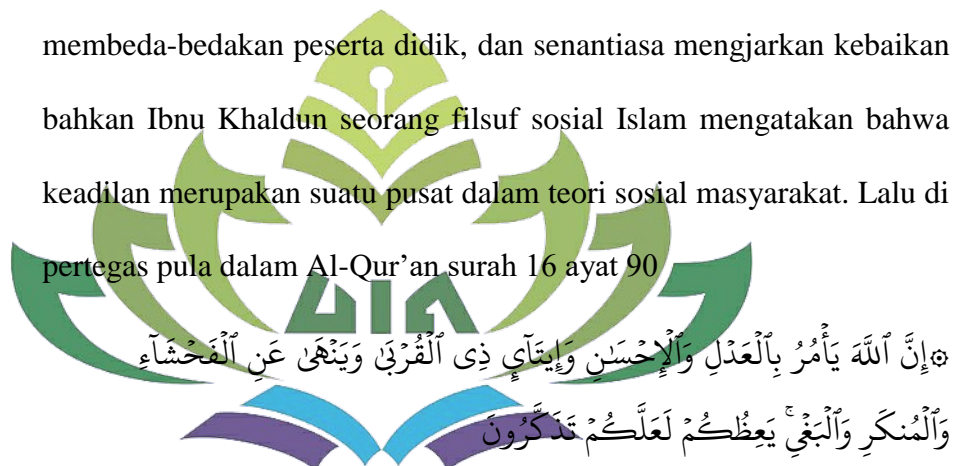 membeda-bedakan peserta didik, dan senantiasa mengjarkan kebaikan
bahkan Ibnu Khaldun seorang filsuf sosial Islam mengatakan bahwa
keadilan merupakan suatu pusat dalam teori sosial masyarakat. Lalu di
pertegas pula dalam Al-Qur’an surah 16 ayat 90
UIN
۞إِنَّ ٱللَّهَ يَأۡمُرُ بِٱلۡعَدۡلِ وَٱلۡإِحۡسَٰنِ وَإِيتَآيِٕ ذِى ٱلۡقُرۡبَىٰ وَيَنۡهَىٰ عَنِ ٱلۡفَحۡشَآءِ
وَٱلۡمُنكَرِ وَٱلۡبَغۡيِۚ يَعِظُكُمۡ لَعَلَّكُمۡ تَذَكَّرُونَ